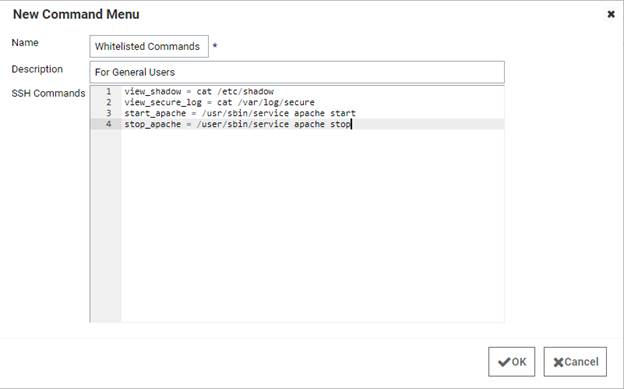 New Command Menu
Name
Whitelisted Commands *
Description
For General Users
SSH Commands
1 view_shadow = cat /etc/shadow
2 view_secure_log = cat /var/log/secure
3 start_apache = /usr/sbin/service apache start
4 stop_apache = /user/sbin/service apache stop
OK
Cancel